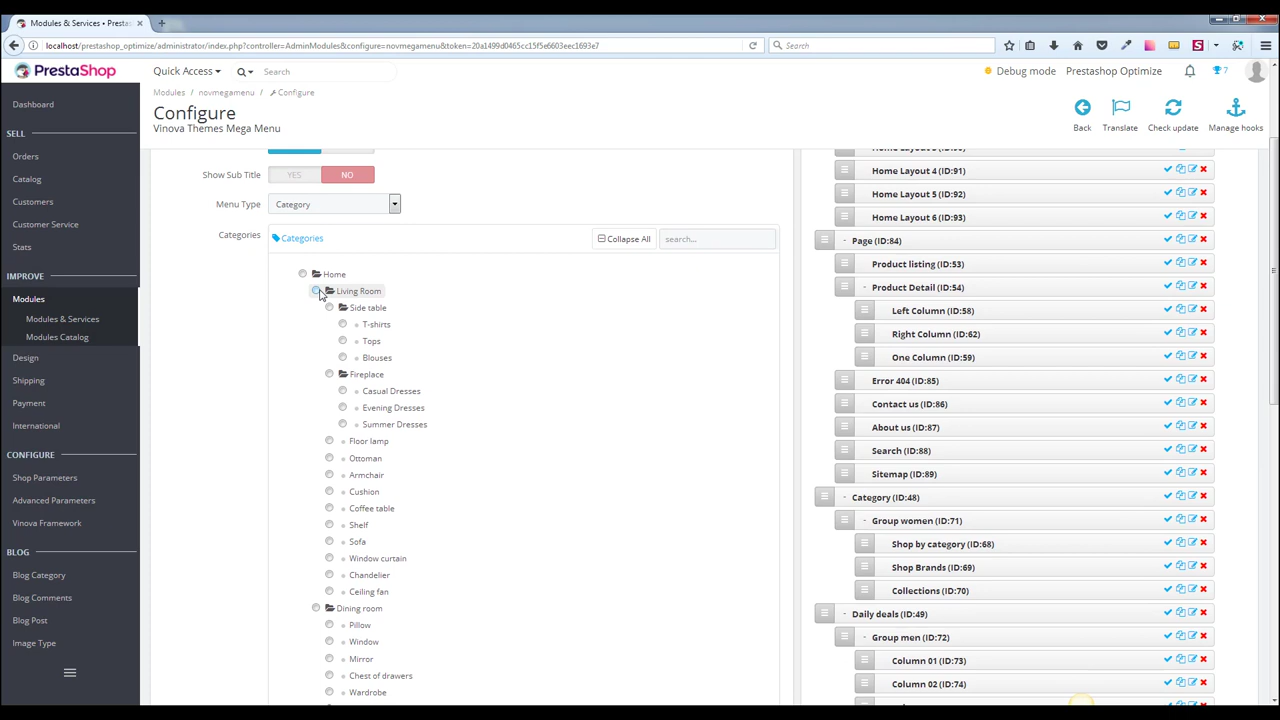 Modules & Services • Presta
localhost/prestashop_optimize/administrator/index.php?controller=AdminModules&configure=novmegamenu&token=20a1499d0465cc15f5e6603eec1693e7
Search
PrestaShop
Quick Access
Search
Debug mode
Prestashop Optimize
7
Modules / novmegamenu / Configure
Configure
Vinova Themes Mega Menu
Back
Translate
Check update
Manage hooks
Dashboard
SELL
Orders
Catalog
Customers
Customer Service
Stats
IMPROVE
Modules
Modules & Services
Modules Catalog
Design
Shipping
Payment
International
CONFIGURE
Shop Parameters
Advanced Parameters
Vinova Framework
BLOG
Blog Category
Blog Comments
Blog Post
Image Type
Show Sub Title
YES
NO
Menu Type
Category
Categories
Categories
Collapse All
search...
Home
Living Room
Side table
T-shirts
Tops
Blouses
Fireplace
Casual Dresses
Evening Dresses
Summer Dresses
Floor lamp
Ottoman
Armchair
Cushion
Coffee table
Shelf
Sofa
Window curtain
Chandelier
Ceiling fan
Dining room
Pillow
Window
Mirror
Chest of drawers
Wardrobe
Home Layout 4 (ID:91)
Home Layout 5 (ID:92)
Home Layout 6 (ID:93)
- Page (ID:84)
Product listing (ID:53)
- Product Detail (ID:54)
Left Column (ID:58)
Right Column (ID:62)
One Column (ID:59)
Error 404 (ID:85)
Contact us (ID:86)
About us (ID:87)
Search (ID:88)
Sitemap (ID:89)
- Category (ID:48)
- Group women (ID:71)
Shop by category (ID:68)
Shop Brands (ID:69)
Collections (ID:70)
- Daily deals (ID:49)
- Group men (ID:72)
Column 01 (ID:73)
Column 02 (ID:74)